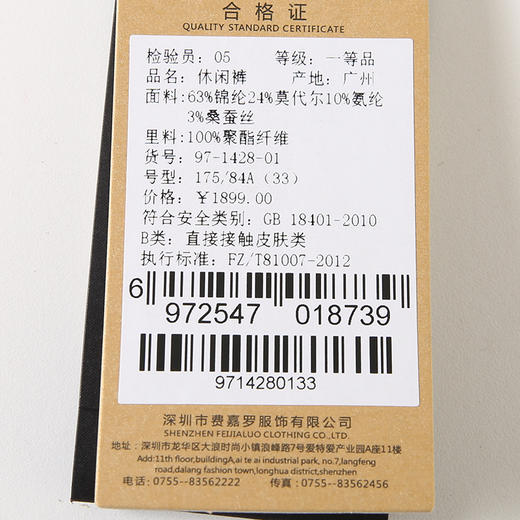 合格证
QUALITY STANDARD CERTIFICATE
检验员：05 等级：一等品
品名：休闲裤 产地：广州
面料：63%锦纶24%莫代尔10%氨纶
3%桑蚕丝
里料：100%聚酯纤维
货号：97-1428-01
号型：175/84A（33）
价格：￥1899.00
符合安全类别：GB 18401-2010
B类：直接接触皮肤类
执行标准：FZ/T81007-2012
6 972547 018739
9714280133
深圳市费嘉罗服饰有限公司
SHENZHEN FEIJIALUO CLOTHING CO.,LTD.
地址：深圳市龙华区大浪时尚小镇浪峰路7号爱特爱产业园A座11楼
Add:11th floor,buildingA,ai te ai industrial park, no.7,langfeng
road,dalang fashion town,longhua district,shenzhen
电话：0755—83562222 传真：0755—83562456